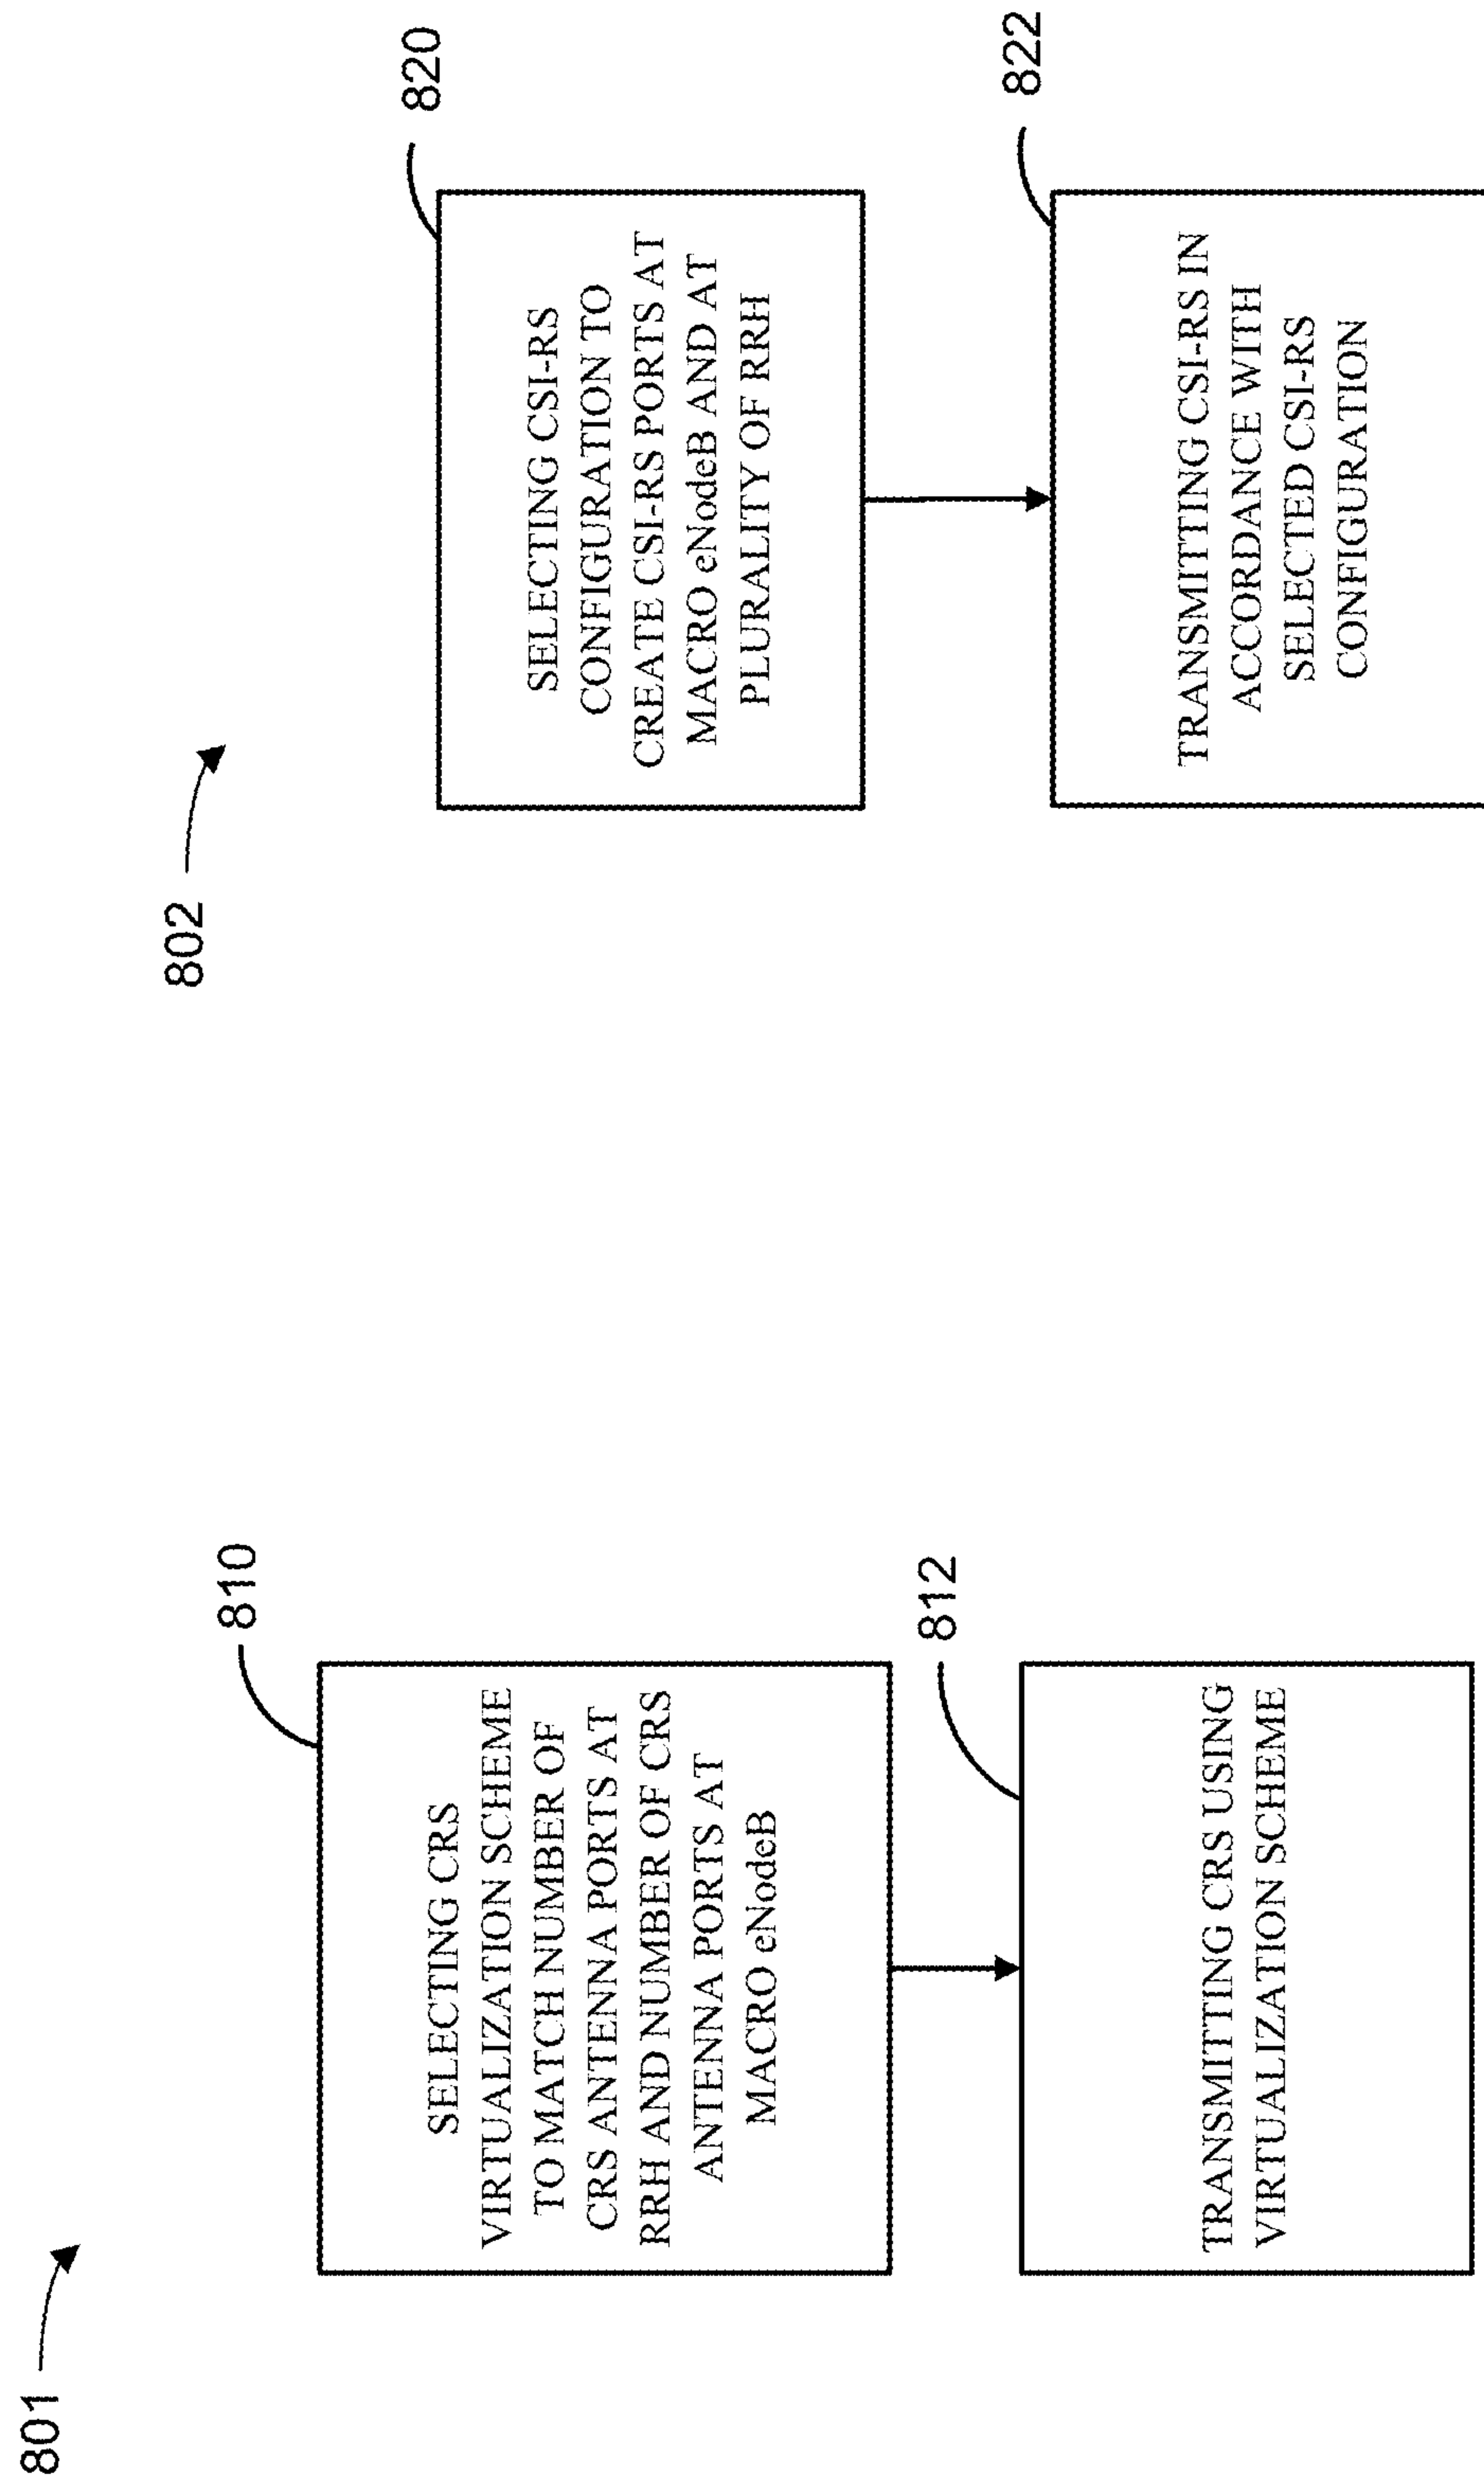 801
810
SELECTING CRS
VIRTUALIZATION SCHEME
TO MATCH NUMBER OF
CRS ANTENNA PORTS AT
RRH AND NUMBER OF CRS
ANTENNA PORTS AT
MACRO eNodeB
812
TRANSMITTING CRS USING
VIRTUALIZATION SCHEME
802
820
SELECTING CSI-RS
CONFIGURATION TO
CREATE CSI-RS PORTS AT
MACRO eNodeB AND AT
PLURALITY OF RRH
822
TRANSMITTING CSI-RS IN
ACCORDANCE WITH
SELECTED CSI-RS
CONFIGURATION